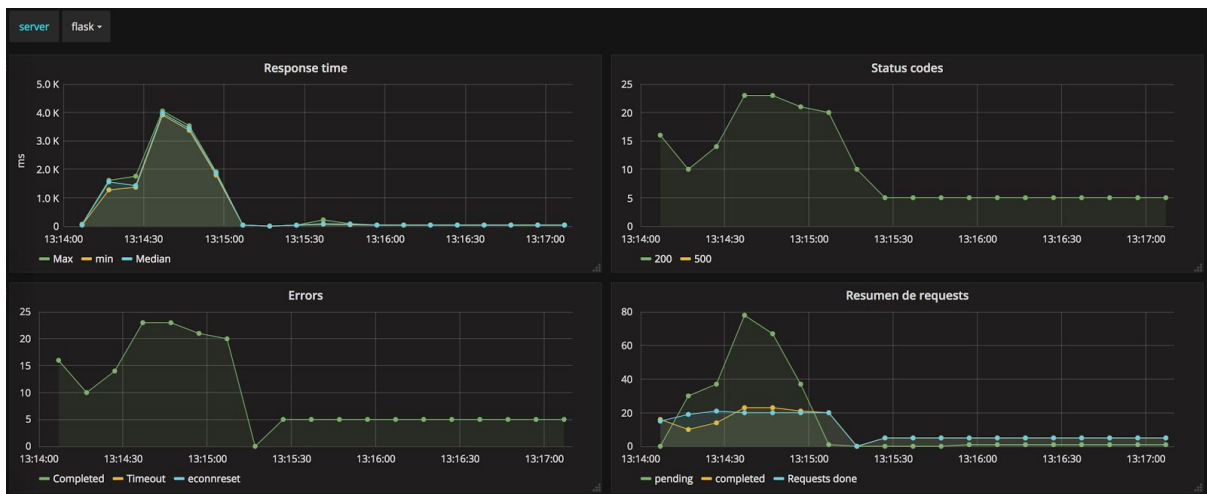 server flask
Response time
ms
5.0 K
4.0 K
3.0 K
2.0 K
1.0 K
0
13:14:00 13:14:30 13:15:00 13:15:30 13:16:00 13:16:30 13:17:00
Max min Median
Status codes
25
20
15
10
5
0
13:14:00 13:14:30 13:15:00 13:15:30 13:16:00 13:16:30 13:17:00
200 500
Errors
25
20
15
10
5
0
13:14:00 13:14:30 13:15:00 13:15:30 13:16:00 13:16:30 13:17:00
Completed Timeout econnreset
Resumen de requests
80
60
40
20
0
13:14:00 13:14:30 13:15:00 13:15:30 13:16:00 13:16:30 13:17:00
pending completed Requests done